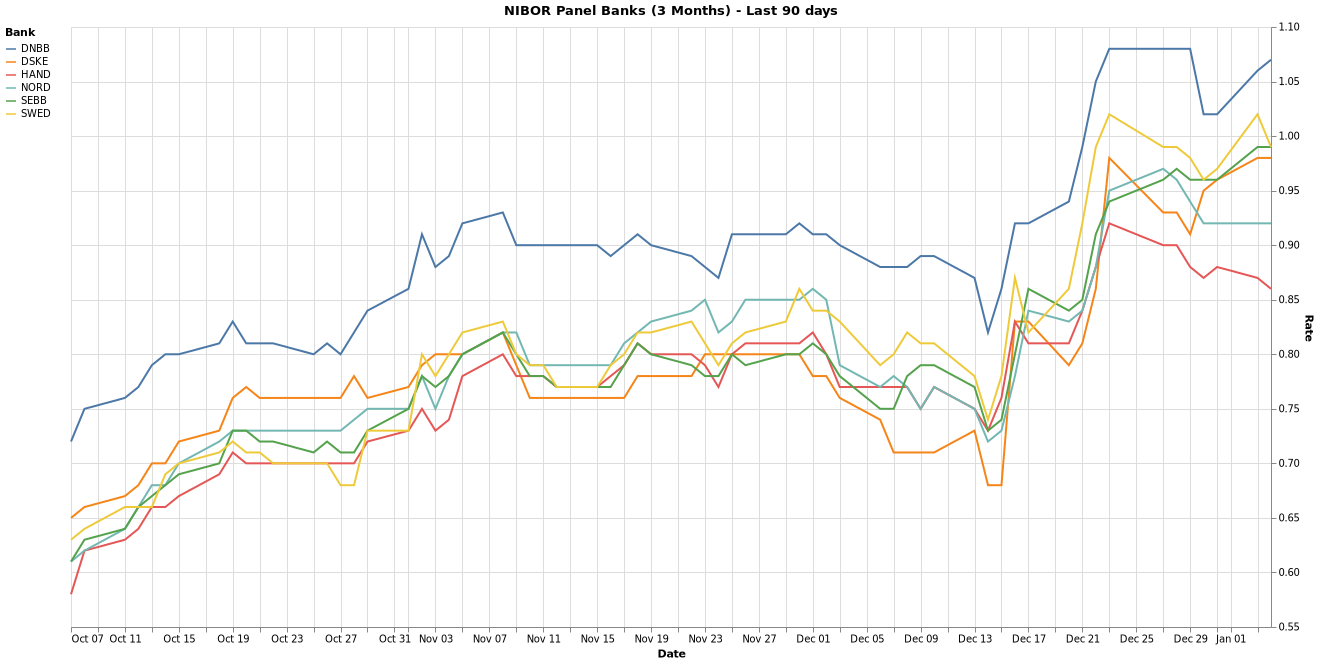 NIBOR Panel Banks (3 Months) - Last 90 days
Bank
DNBB
DSKE
HAND
NORD
SEBB
SWED
1.10
1.05
1.00
0.95
0.90
0.85
0.80
0.75
0.70
0.65
0.60
0.55
Rate
Oct 07 Oct 11 Oct 15 Oct 19 Oct 23 Oct 27 Oct 31 Nov 03 Nov 07 Nov 11 Nov 15 Nov 19 Nov 23 Nov 27 Dec 01 Dec 05 Dec 09 Dec 13 Dec 17 Dec 21 Dec 25 Dec 29 Jan 01
Date